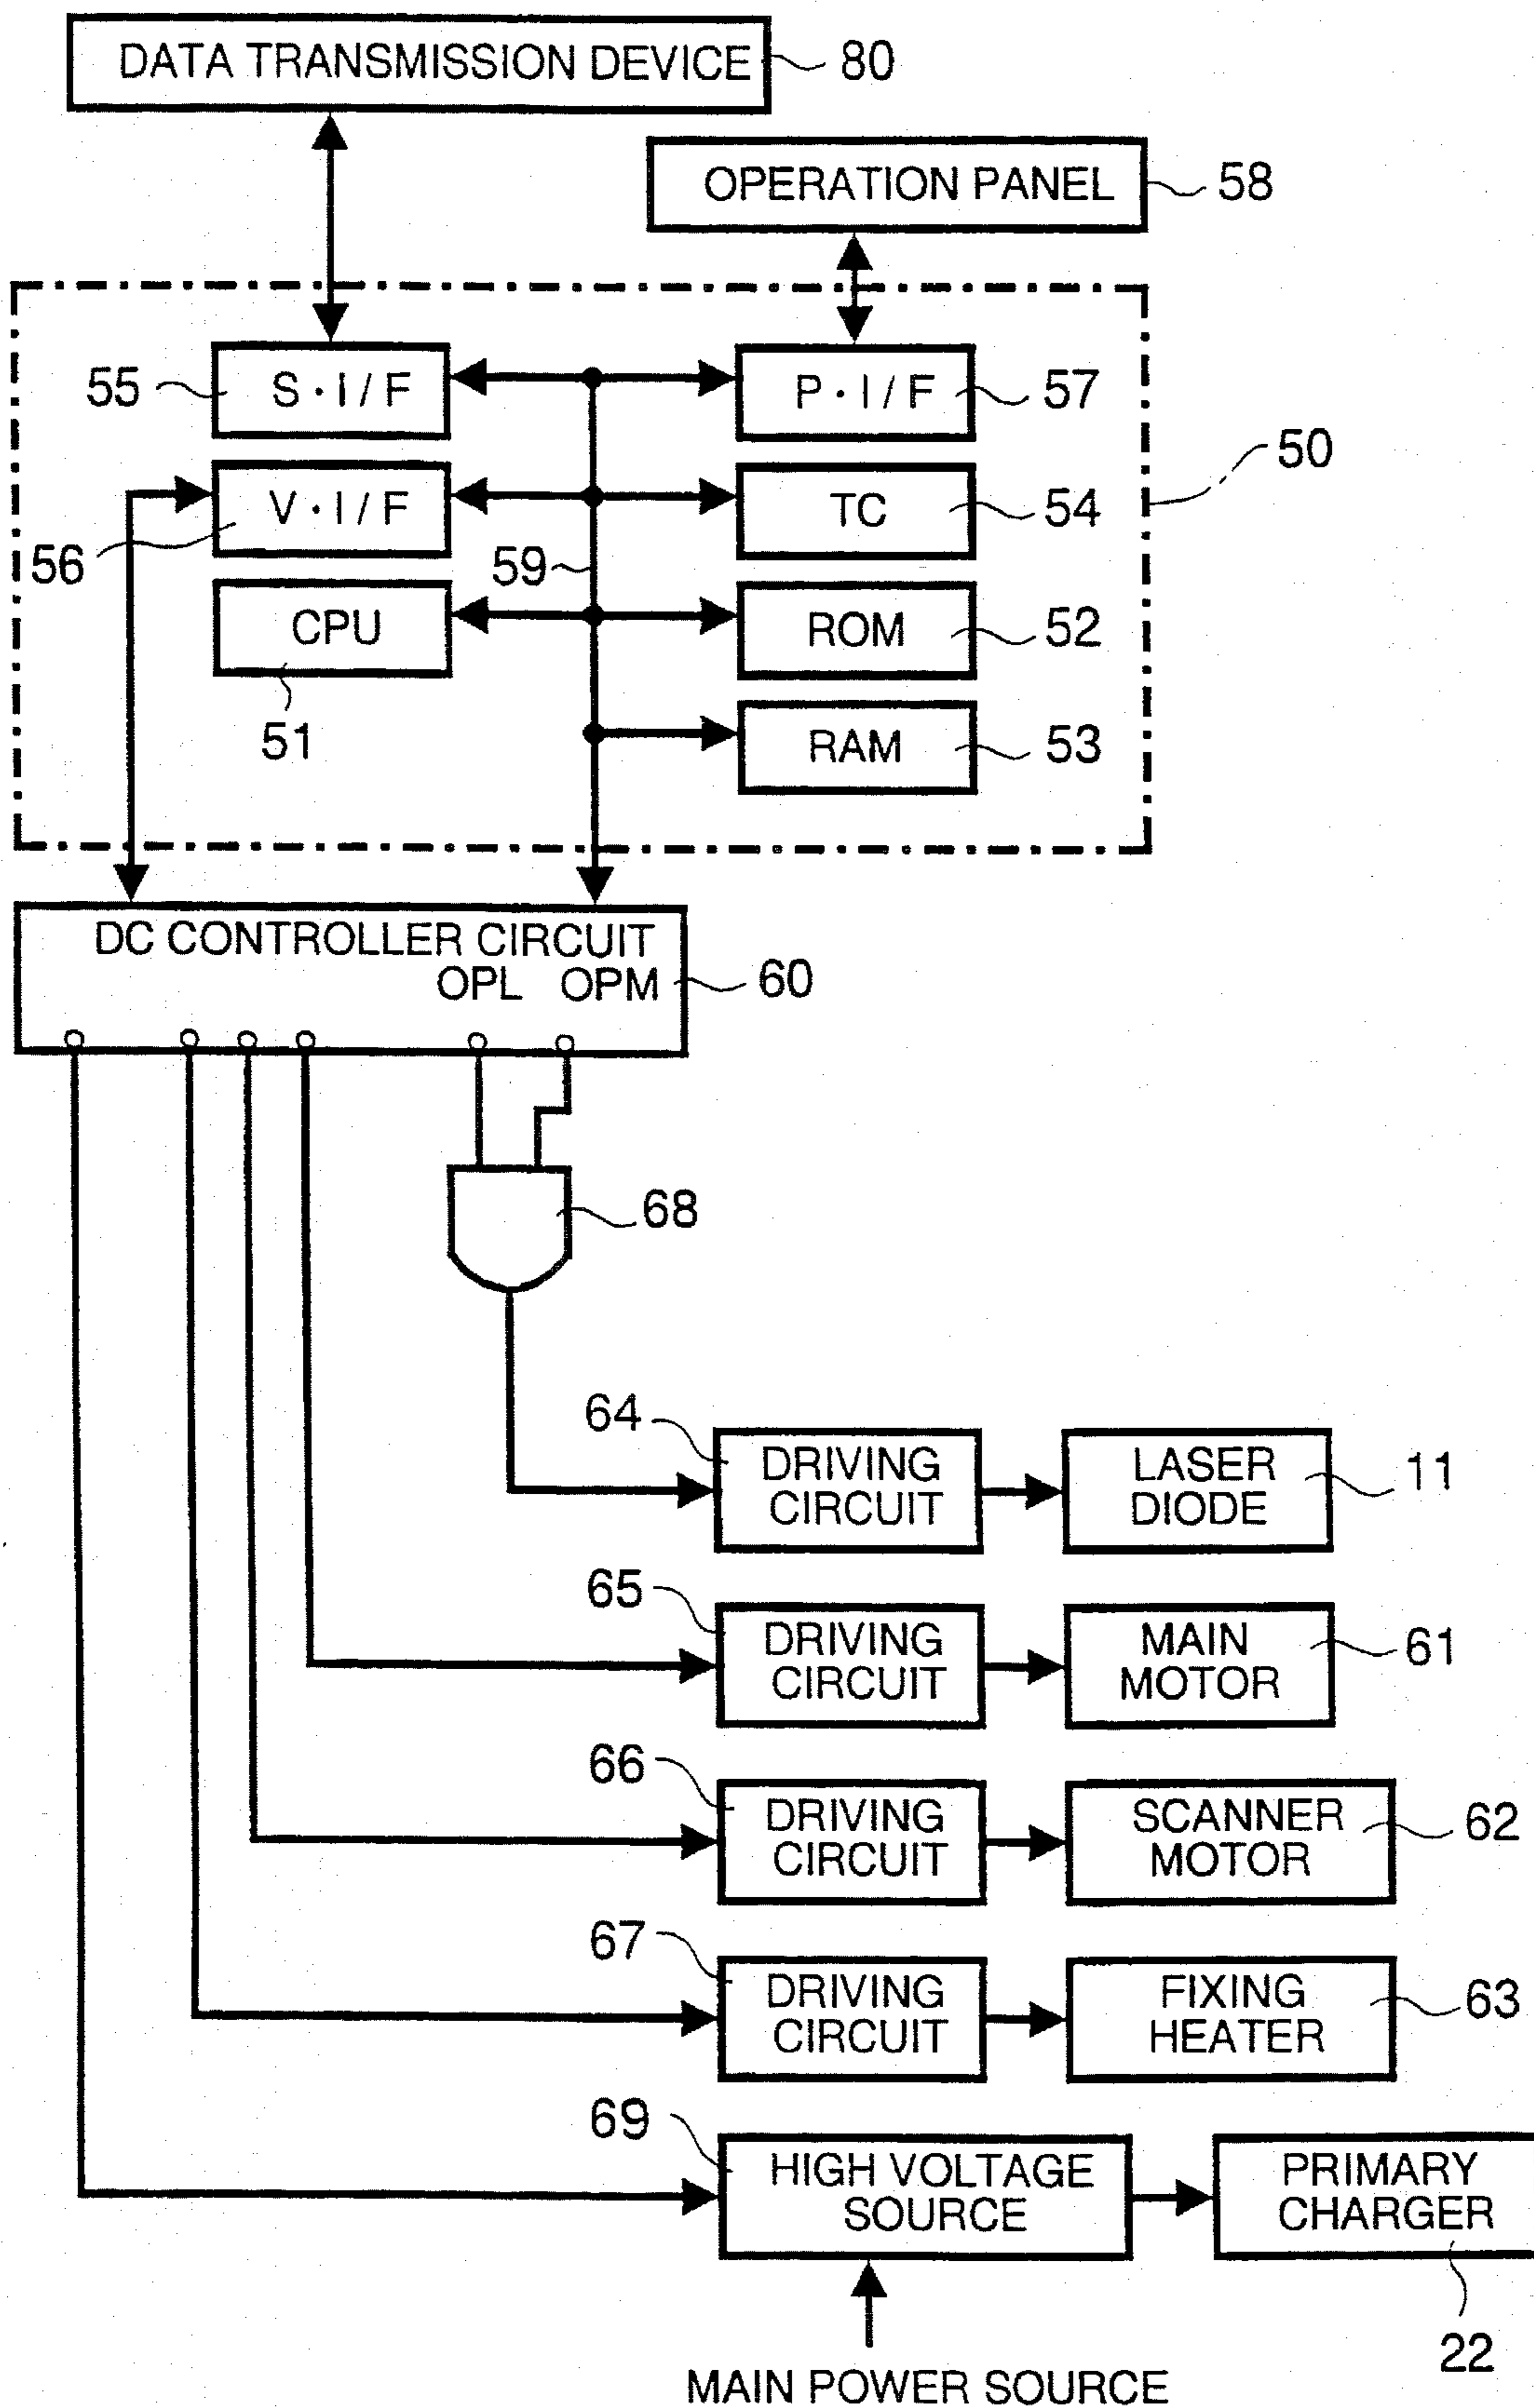 DATA TRANSMISSION DEVICE
80
OPERATION PANEL
58
55
S·I/F
P·I/F
57
50
V·I/F
TC
54
56
59
CPU
ROM
52
51
RAM
53
DC CONTROLLER CIRCUIT
OPL OPM
60
68
64
DRIVING
CIRCUIT
LASER
DIODE
11
65
DRIVING
CIRCUIT
MAIN
MOTOR
61
66
DRIVING
CIRCUIT
SCANNER
MOTOR
62
67
DRIVING
CIRCUIT
FIXING
HEATER
63
69
HIGH VOLTAGE
SOURCE
PRIMARY
CHARGER
22
MAIN POWER SOURCE